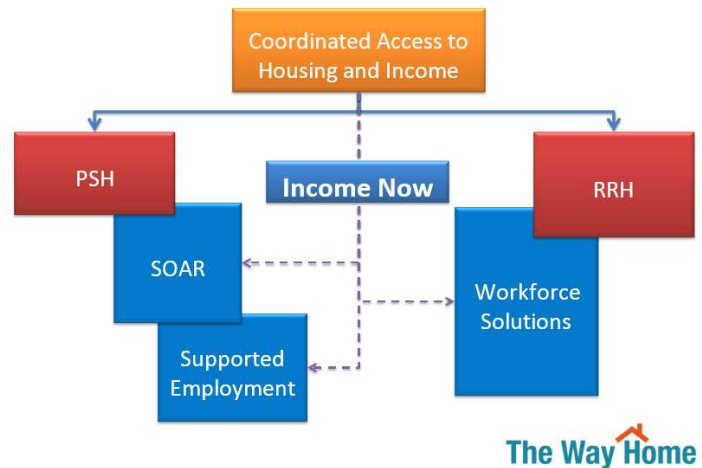 Coordinated Access to
Housing and Income
PSH
Income Now
RRH
SOAR
Workforce
Solutions
Supported
Employment
The Way Home